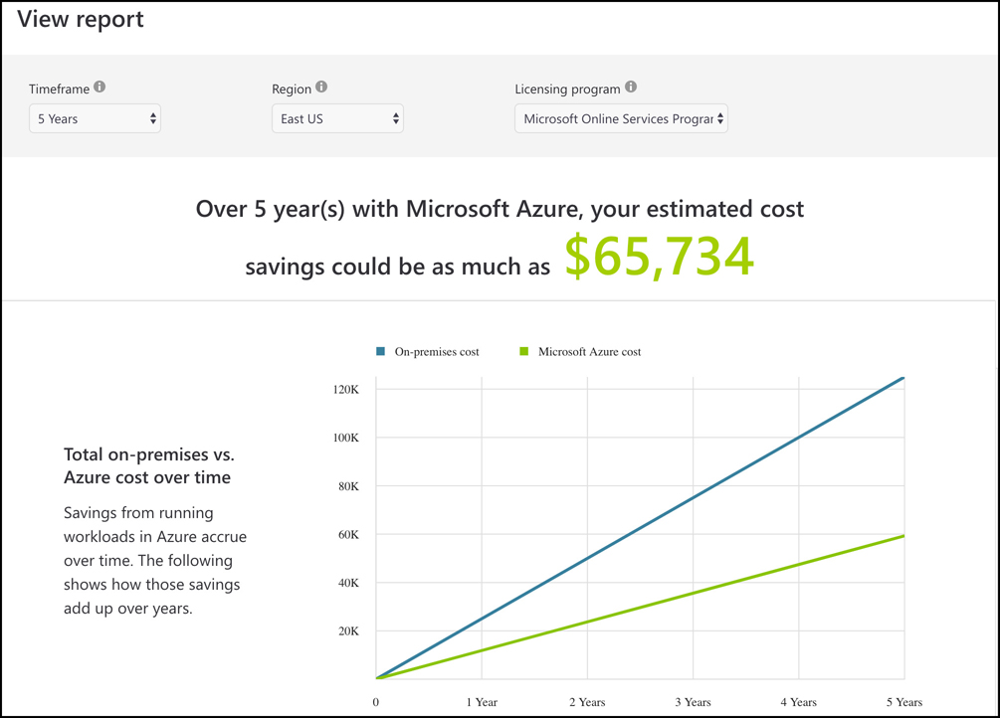 View report
Timeframe
Region
Licensing program
5 Years
East US
Microsoft Online Services Progran
Over 5 year(s) with Microsoft Azure, your estimated cost
savings could be as much as $65,734
On-premises cost
Microsoft Azure cost
Total on-premises vs.
Azure cost over time
Savings from running
workloads in Azure accrue
over time. The following
shows how those savings
add up over years.
120K
100K
80K
60K
40K
20K
0
1 Year
2 Years
3 Years
4 Years
5 Years